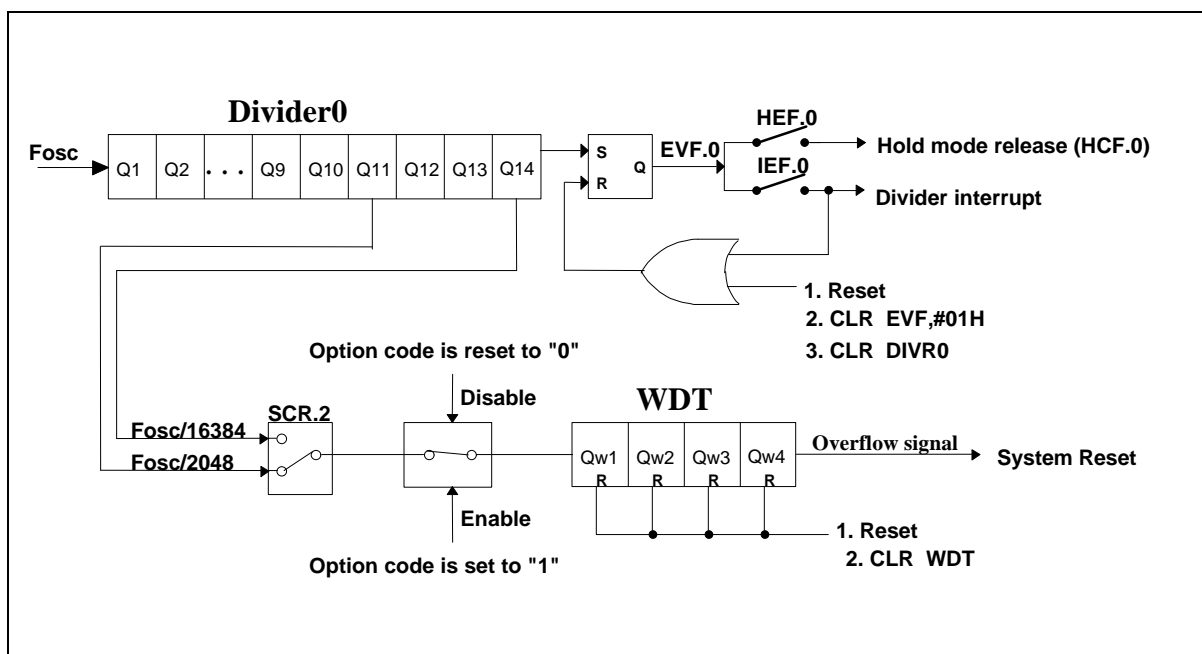 Divider0
HEF.0
Fosc
Q1 Q2 ... Q9 Q10 Q11 Q12 Q13 Q14
S
R
Q
EVF.0
Hold mode release (HCF.0)
IEF.0
Divider interrupt
1. Reset
2. CLR EVF,#01H
3. CLR DIVR0
Option code is reset to "0"
Disable
WDT
SCR.2
Fosc/16384
Fosc/2048
Qw1 Qw2 Qw3 Qw4
R R R R
Overflow signal
System Reset
Enable
1. Reset
2. CLR WDT
Option code is set to "1"